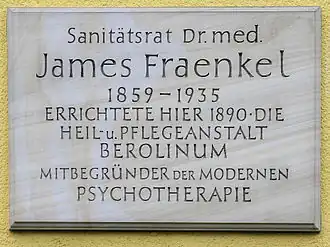 Sanitätsrat Dr. med.
James Fraenkel
1859–1935
ERRICHTETE HIER 1890·DIE
HEIL-u.PFLEGEANSTALT
BEROLINUM
MITBEGRÜNDER DER MODERNEN
PSYCHOTHERAPIE